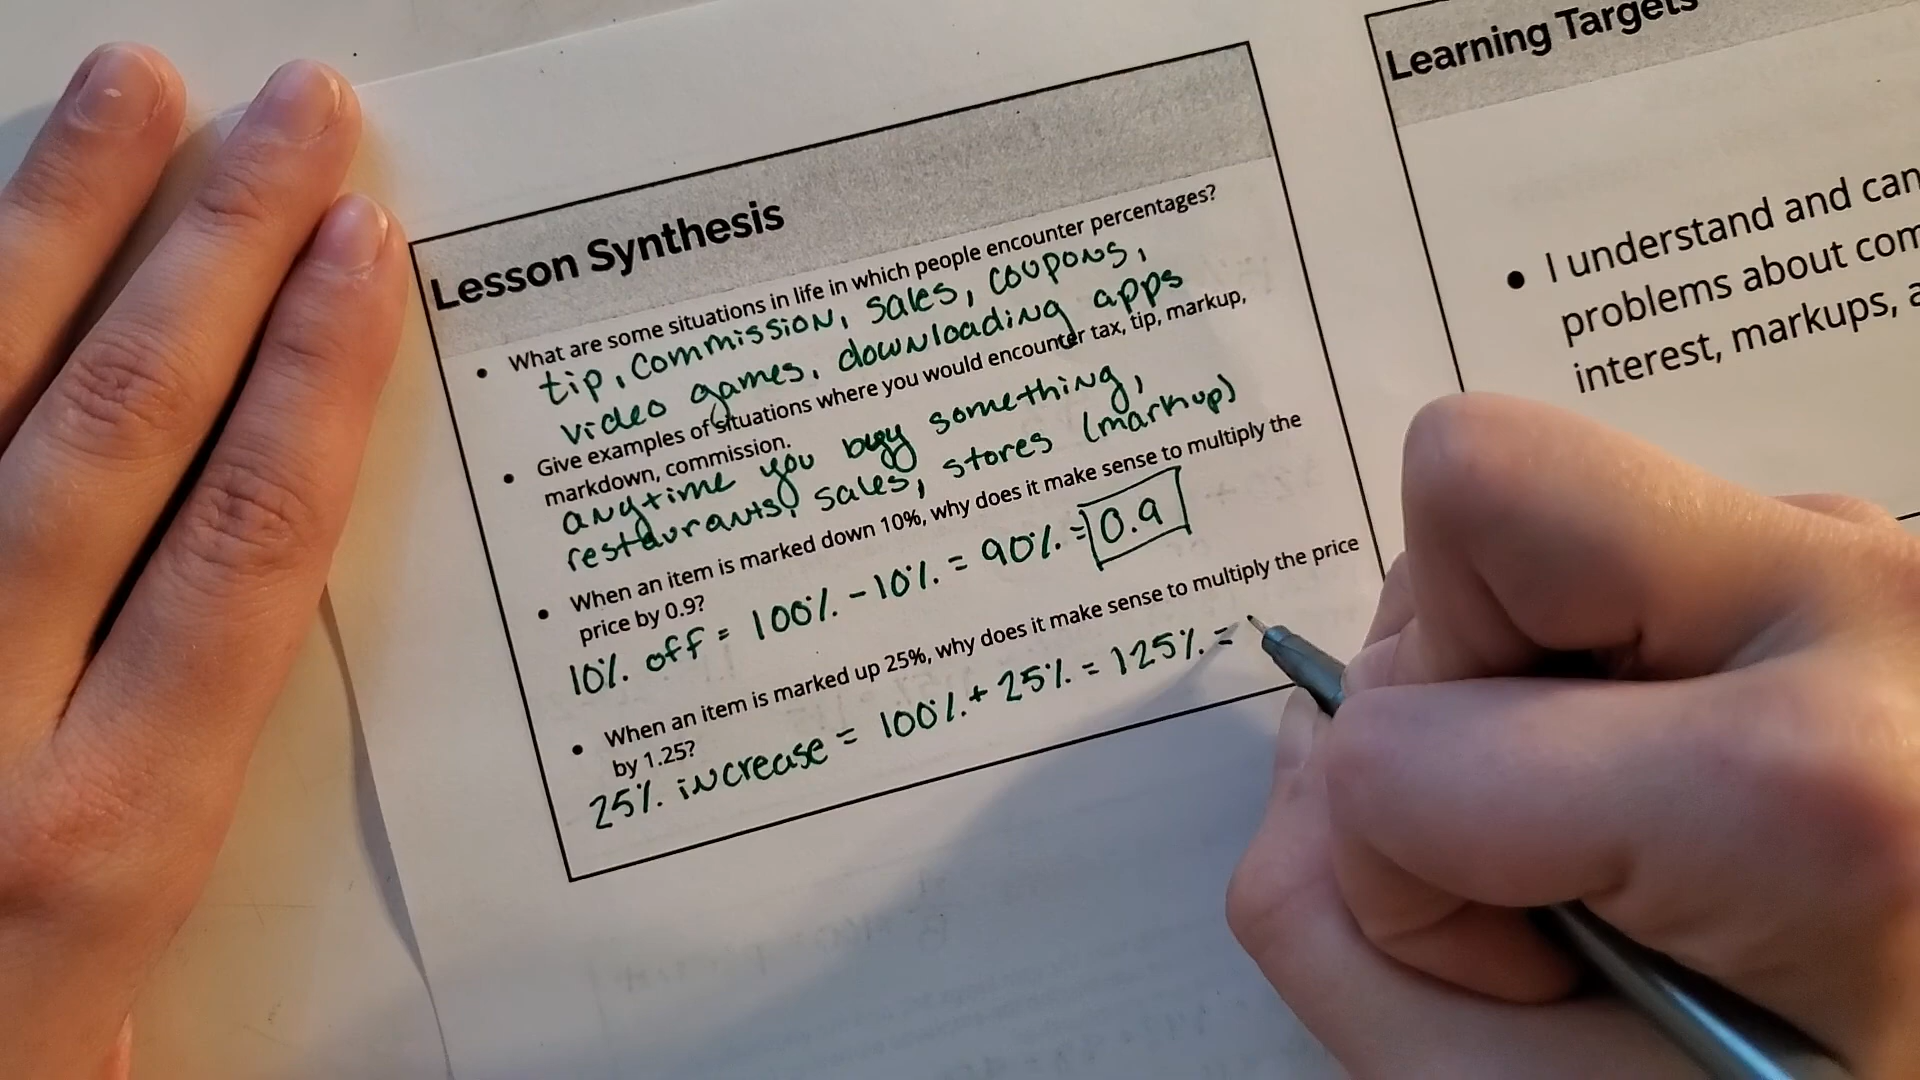 Lesson Synthesis
• What are some situations in life in which people encounter percentages?
tip, commission, sales, coupons,
video games, downloading apps
• Give examples of situations where you would encounter tax, tip, markup,
markdown, commission.
anytime you buy something,
restaurants, sales, stores (markup)
• When an item is marked down 10%, why does it make sense to multiply the
price by 0.9?
10% off = 100% - 10% = 90% = 0.9
• When an item is marked up 25%, why does it make sense to multiply the price
by 1.25?
25% increase = 100% + 25% = 125% =
Learning Targets
• I understand and can
problems about
interest, markups,